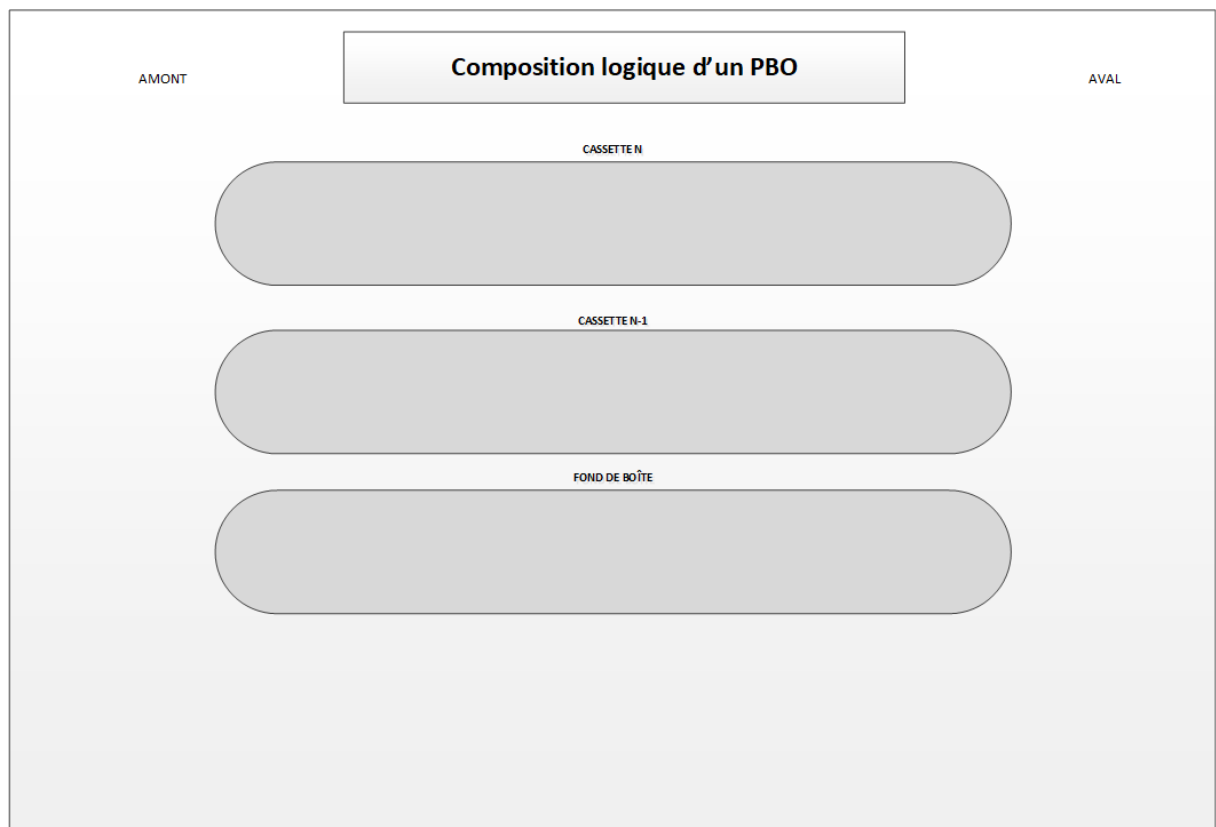 Composition logique d’un PBO
AMONT
AVAL
CASSETTE N
CASSETTE N-1
FOND DE BOÎTE